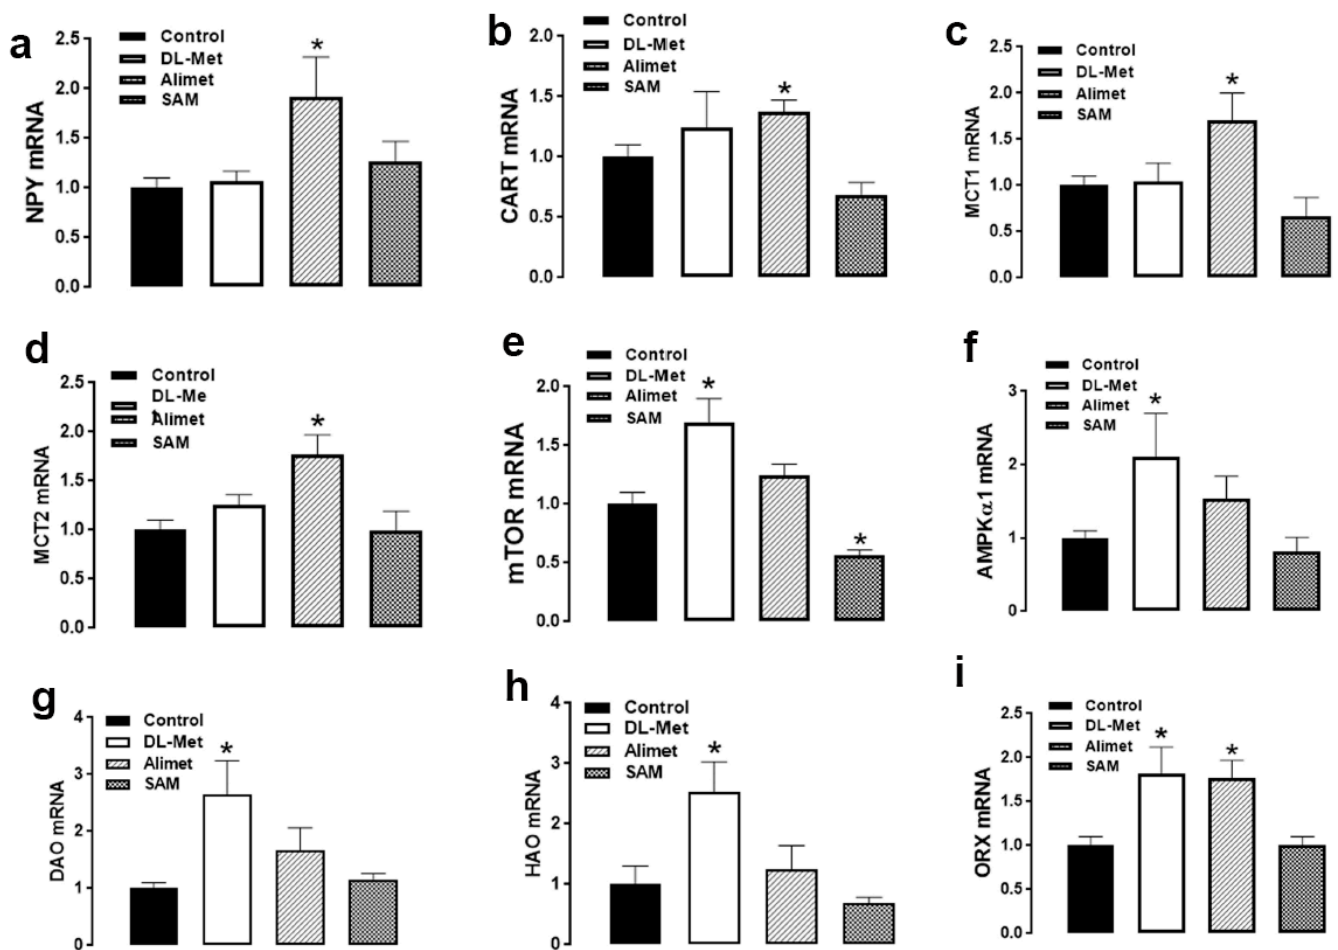 a
NPY mRNA
2.5
2.0
1.5
1.0
0.5
0.0
Control
DL-Met
Alimet
SAM
*
b
CART mRNA
2.0
1.5
1.0
0.5
0.0
Control
DL-Met
Alimet
SAM
*
c
MCT1 mRNA
2.5
2.0
1.5
1.0
0.5
0.0
Control
DL-Met
Alimet
SAM
*
d
MCT2 mRNA
2.5
2.0
1.5
1.0
0.5
0.0
Control
DL-Me
t
Alimet
SAM
*
e
mTOR mRNA
2.0
1.5
1.0
0.5
0.0
Control
DL-Met
Alimet
SAM
*
*
f
AMPKα1 mRNA
3
2
1
0
Control
DL-Met
Alimet
SAM
*
g
DAO mRNA
4
3
2
1
0
Control
DL-Met
Alimet
SAM
*
h
HAO mRNA
4
3
2
1
0
Control
DL-Met
Alimet
SAM
*
i
ORX mRNA
2.5
2.0
1.5
1.0
0.5
0.0
Control
DL-Met
Alimet
SAM
*
*